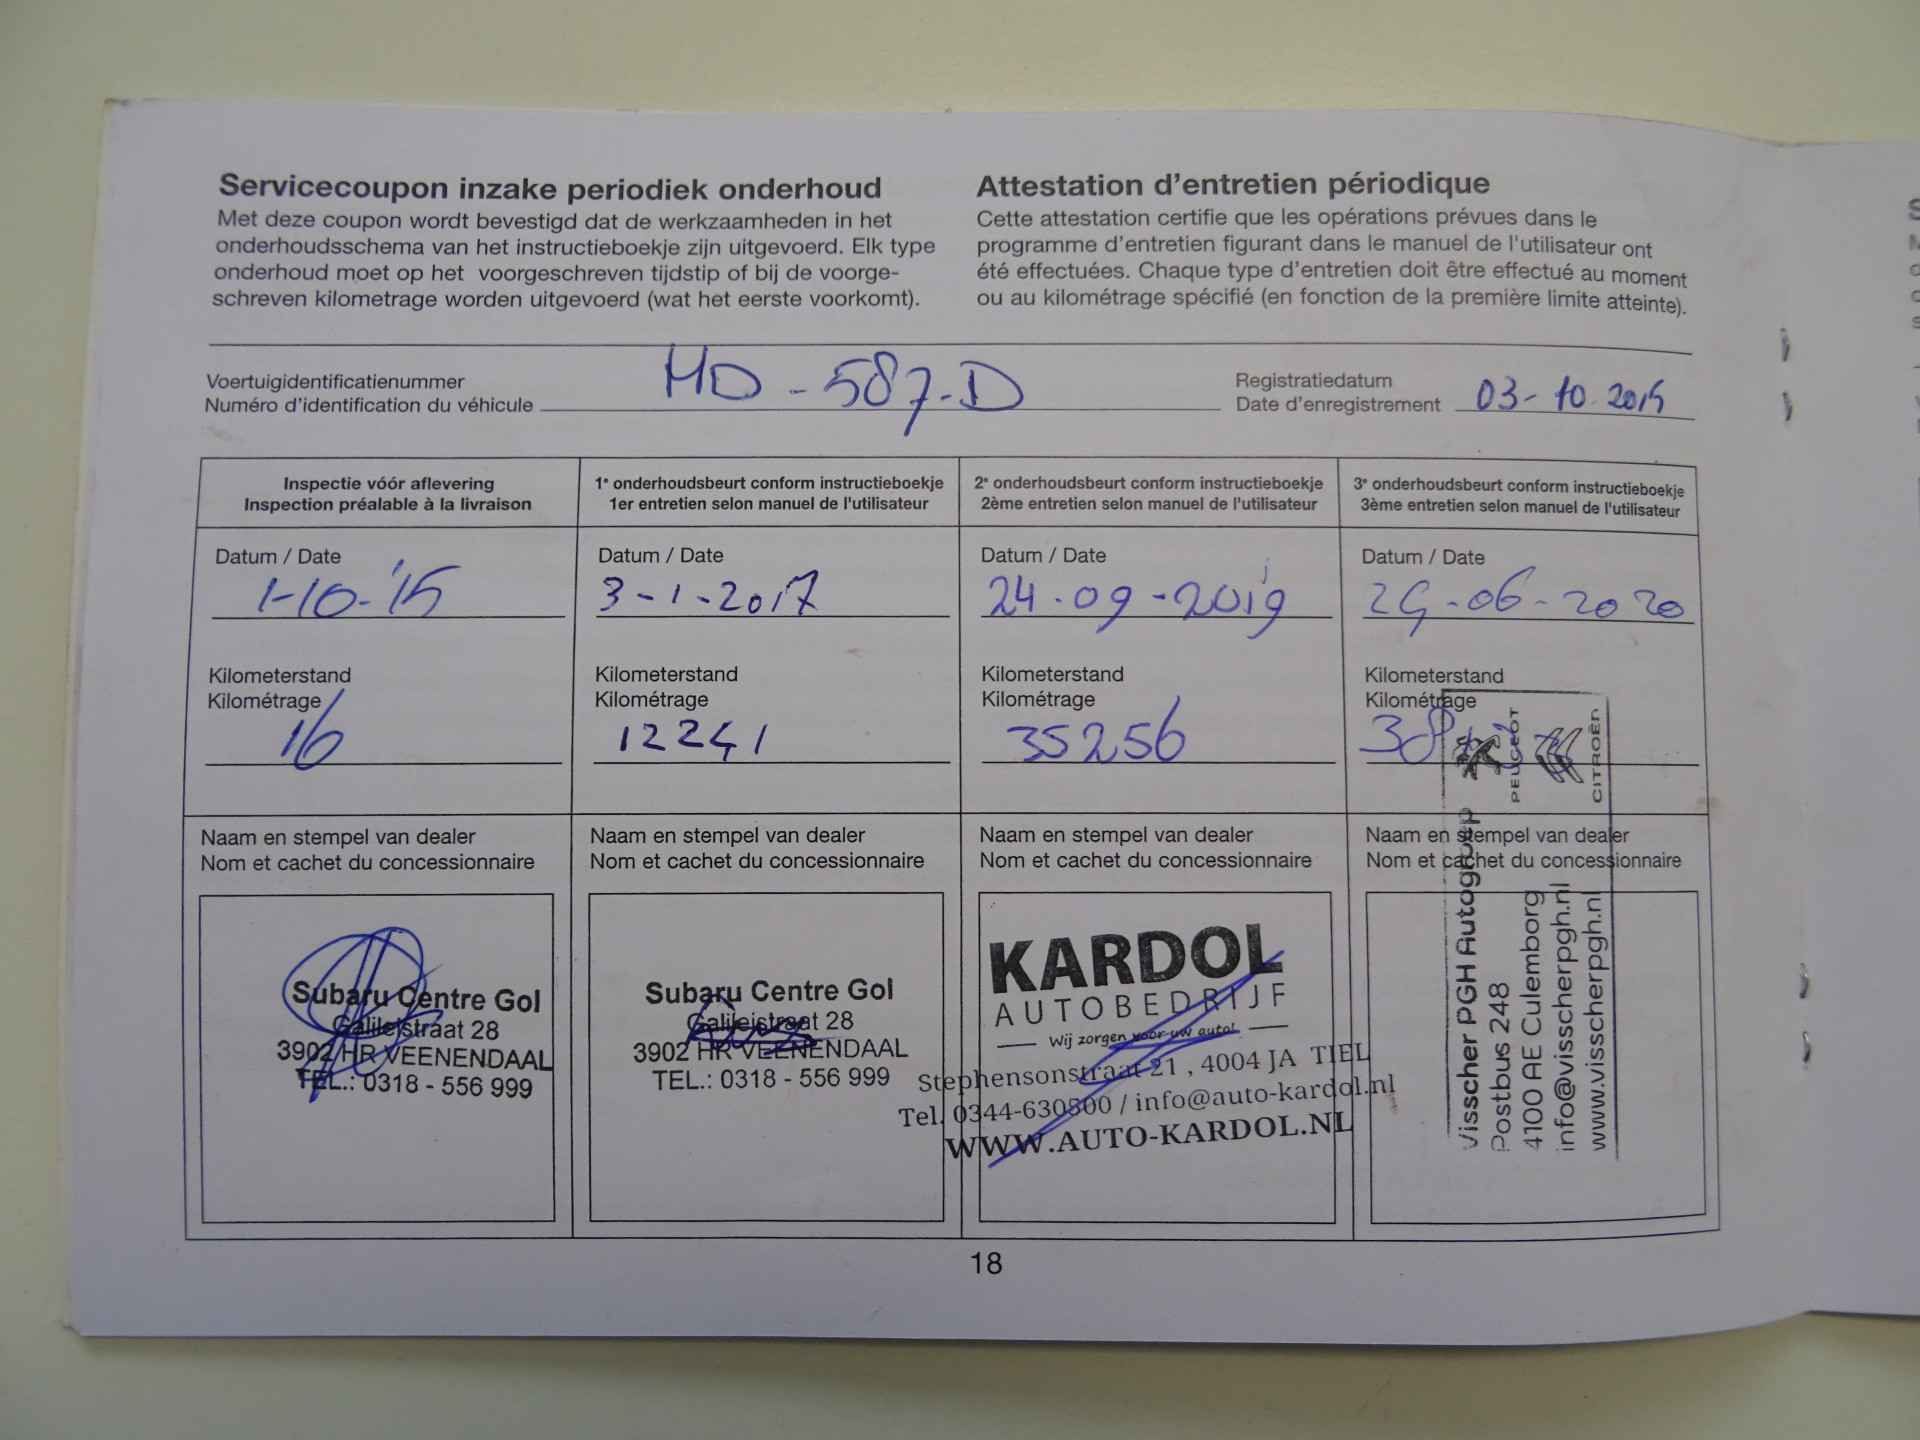 Servicecoupon inzake periodiek onderhoud
Met deze coupon wordt bevestigd dat de werkzaamheden in het
onderhoudsschema van het instructieboekje zijn uitgevoerd. Elk type
onderhoud moet op het voorgeschreven tijdstip of bij de voorge-
schreven kilometrage worden uitgevoerd (wat het eerste voorkomt).
Attestation d'entretien périodique
Cette attestation certifie que les opérations prévues dans le
programme d'entretien figurant dans le manuel de l'utilisateur ont
été effectuées. Chaque type d'entretien doit être effectué au moment
ou au kilométrage spécifié (en fonction de la première limite atteinte).
Voertuigidentificatienummer
Numéro d'identification du véhicule
HD-587-D
Registratiedatum
Date d'enregistrement
03-10-2015
Inspectie vóór aflevering
Inspection préalable à la livraison
Datum / Date
1-10-'15
Kilometerstand
Kilométrage
16
Naam en stempel van dealer
Nom et cachet du concessionnaire
Subaru Centre Gol
Galileistraat 28
3902 HR VEENENDAAL
TEL.: 0318 - 556 999
1e onderhoudsbeurt conform instructieboekje
1er entretien selon manuel de l'utilisateur
Datum / Date
3-1-2017
Kilometerstand
Kilométrage
12241
Naam en stempel van dealer
Nom et cachet du concessionnaire
Subaru Centre Gol
Galileistraat 28
3902 HR VEENENDAAL
TEL.: 0318 - 556 999
2e onderhoudsbeurt conform instructieboekje
2ème entretien selon manuel de l'utilisateur
Datum / Date
24-09-2019
Kilometerstand
Kilométrage
35256
Naam en stempel van dealer
Nom et cachet du concessionnaire
KARDOL
AUTOBEDRIJF
Wij zorgen voor uw auto!
Stephensonstraat 21 , 4004 JA TIEL
Tel. 0344-630800 / info@auto-kardol.nl
WWW.AUTO-KARDOL.NL
3e onderhoudsbeurt conform instructieboekje
3ème entretien selon manuel de l'utilisateur
Datum / Date
29-06-2020
Kilometerstand
Kilométrage
Naam en stempel van dealer
Nom et cachet du concessionnaire
Visscher PGH Autogroep
Postbus 248
4100 AE Culemborg
info@visscherpgh.nl
www.visscherpgh.nl
PEUGEOT
CITROËN
18